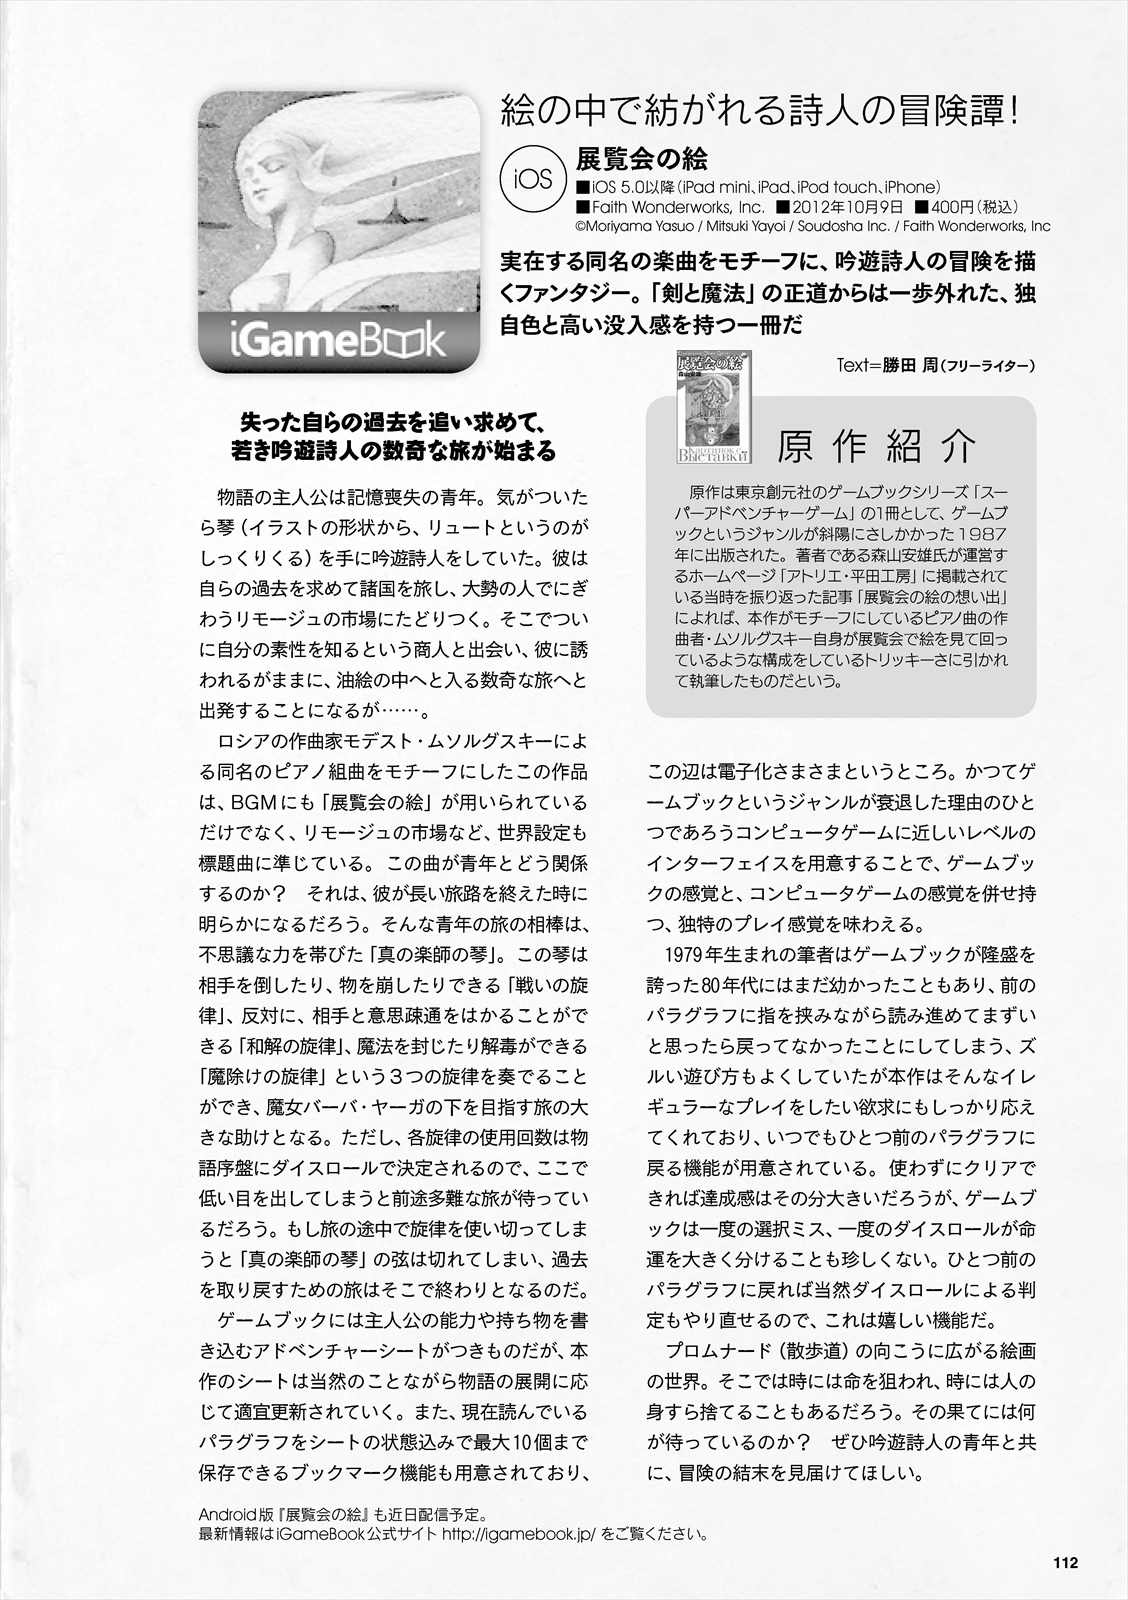 絵の中で紡がれる詩人の冒険譚!
iOS
展覧会の絵
■iOS 5.0以降(iPad mini、iPad、iPod touch、iPhone)
■Faith Wonderworks, Inc. ■2012年10月9日 ■400円(税込)
©Moriyama Yasuo / Mitsuki Yayoi / Soudosha Inc. / Faith Wonderworks, Inc
実在する同名の楽曲をモチーフに、吟遊詩人の冒険を描
くファンタジー。「剣と魔法」の正道からは一歩外れた、独
自色と高い没入感を持つ一冊だ
iGameBook
Text=勝田 周(フリーライター)
失った自らの過去を追い求めて、
若き吟遊詩人の数奇な旅が始まる
物語の主人公は記憶喪失の青年。気がついた
ら琴(イラストの形状から、リュートというのが
しっくりくる)を手に吟遊詩人をしていた。彼は
自らの過去を求めて諸国を旅し、大勢の人でにぎ
わうリモージュの市場にたどりつく。そこでつい
に自分の素性を知るという商人と出会い、彼に誘
われるがままに、油絵の中へと入る数奇な旅へと
出発することになるが……。
ロシアの作曲家モデスト・ムソルグスキーによ
る同名のピアノ組曲をモチーフにしたこの作品
は、BGMにも「展覧会の絵」が用いられている
だけでなく、リモージュの市場など、世界設定も
標題曲に準じている。この曲が青年とどう関係
するのか? それは、彼が長い旅路を終えた時に
明らかになるだろう。そんな青年の旅の相棒は、
不思議な力を帯びた「真の楽師の琴」。この琴は
相手を倒したり、物を崩したりできる「戦いの旋
律」、反対に、相手と意思疎通をはかることがで
きる「和解の旋律」、魔法を封じたり解毒ができる
「魔除けの旋律」という3つの旋律を奏でること
ができ、魔女バーバ・ヤーガの下を目指す旅の大
きな助けとなる。ただし、各旋律の使用回数は物
語序盤にダイスロールで決定されるので、ここで
低い目を出してしまうと前途多難な旅が待ってい
るだろう。もし旅の途中で旋律を使い切ってしま
うと「真の楽師の琴」の弦は切れてしまい、過去
を取り戻すための旅はそこで終わりとなるのだ。
ゲームブックには主人公の能力や持ち物を書
き込むアドベンチャーシートがつきものだが、本
作のシートは当然のことながら物語の展開に応
じて適宜更新されていく。また、現在読んでいる
パラグラフをシートの状態込みで最大10個まで
保存できるブックマーク機能も用意されており、
展覧会の絵
森山安雄
Картинок с
Выставки
原作紹介
原作は東京創元社のゲームブックシリーズ「スー
パーアドベンチャーゲーム」の1冊として、ゲームブ
ックというジャンルが斜陽にさしかかった1987
年に出版された。著者である森山安雄氏が運営す
るホームページ「アトリエ・平田工房」に掲載されて
いる当時を振り返った記事「展覧会の絵の想い出」
によれば、本作がモチーフにしているピアノ曲の作
曲者・ムソルグスキー自身が展覧会で絵を見て回っ
ているような構成をしているトリッキーさに引かれ
て執筆したものだという。
この辺は電子化さまさまというところ。かつてゲ
ームブックというジャンルが衰退した理由のひと
つであろうコンピュータゲームに近しいレベルの
インターフェイスを用意することで、ゲームブッ
クの感覚と、コンピュータゲームの感覚を併せ持
つ、独特のプレイ感覚を味わえる。
1979年生まれの筆者はゲームブックが隆盛を
誇った80年代にはまだ幼かったこともあり、前の
パラグラフに指を挟みながら読み進めてまずい
と思ったら戻ってなかったことにしてしまう、ズ
ルい遊び方もよくしていたが本作はそんなイレ
ギュラーなプレイをしたい欲求にもしっかり応え
てくれており、いつでもひとつ前のパラグラフに
戻る機能が用意されている。使わずにクリアで
きれば達成感はその分大きいだろうが、ゲームブ
ックは一度の選択ミス、一度のダイスロールが命
運を大きく分けることも珍しくない。ひとつ前の
パラグラフに戻れば当然ダイスロールによる判
定もやり直せるので、これは嬉しい機能だ。
プロムナード(散歩道)の向こうに広がる絵画
の世界。そこでは時には命を狙われ、時には人の
身すら捨てることもあるだろう。その果てには何
が待っているのか? ぜひ吟遊詩人の青年と共
に、冒険の結末を見届けてほしい。
Android版『展覧会の絵』も近日配信予定。
最新情報はiGameBook公式サイト http://igamebook.jp/ をご覧ください。
112